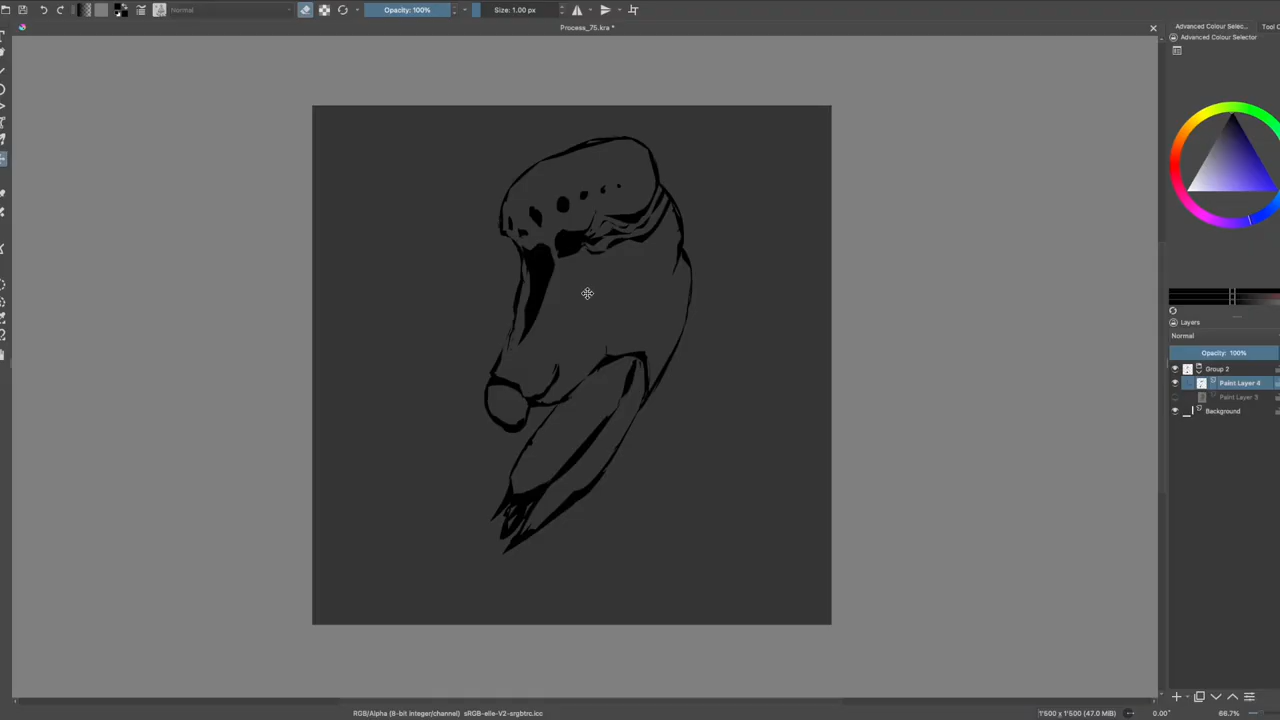 Normal
Opacity: 100%
Size: 1.00 px
Process_75.kra *
Advanced Colour Selec...
Tool C
Advanced Colour Selector
Layers
Normal
Opacity: 100%
Group 2
Paint Layer 4
Paint Layer 3
Background
RGB/Alpha (8-bit integer/channel) sRGB-elle-V2-srgbtrc.icc
1'500 x 1'500 (47.0 MiB)
0.00°
66.7%